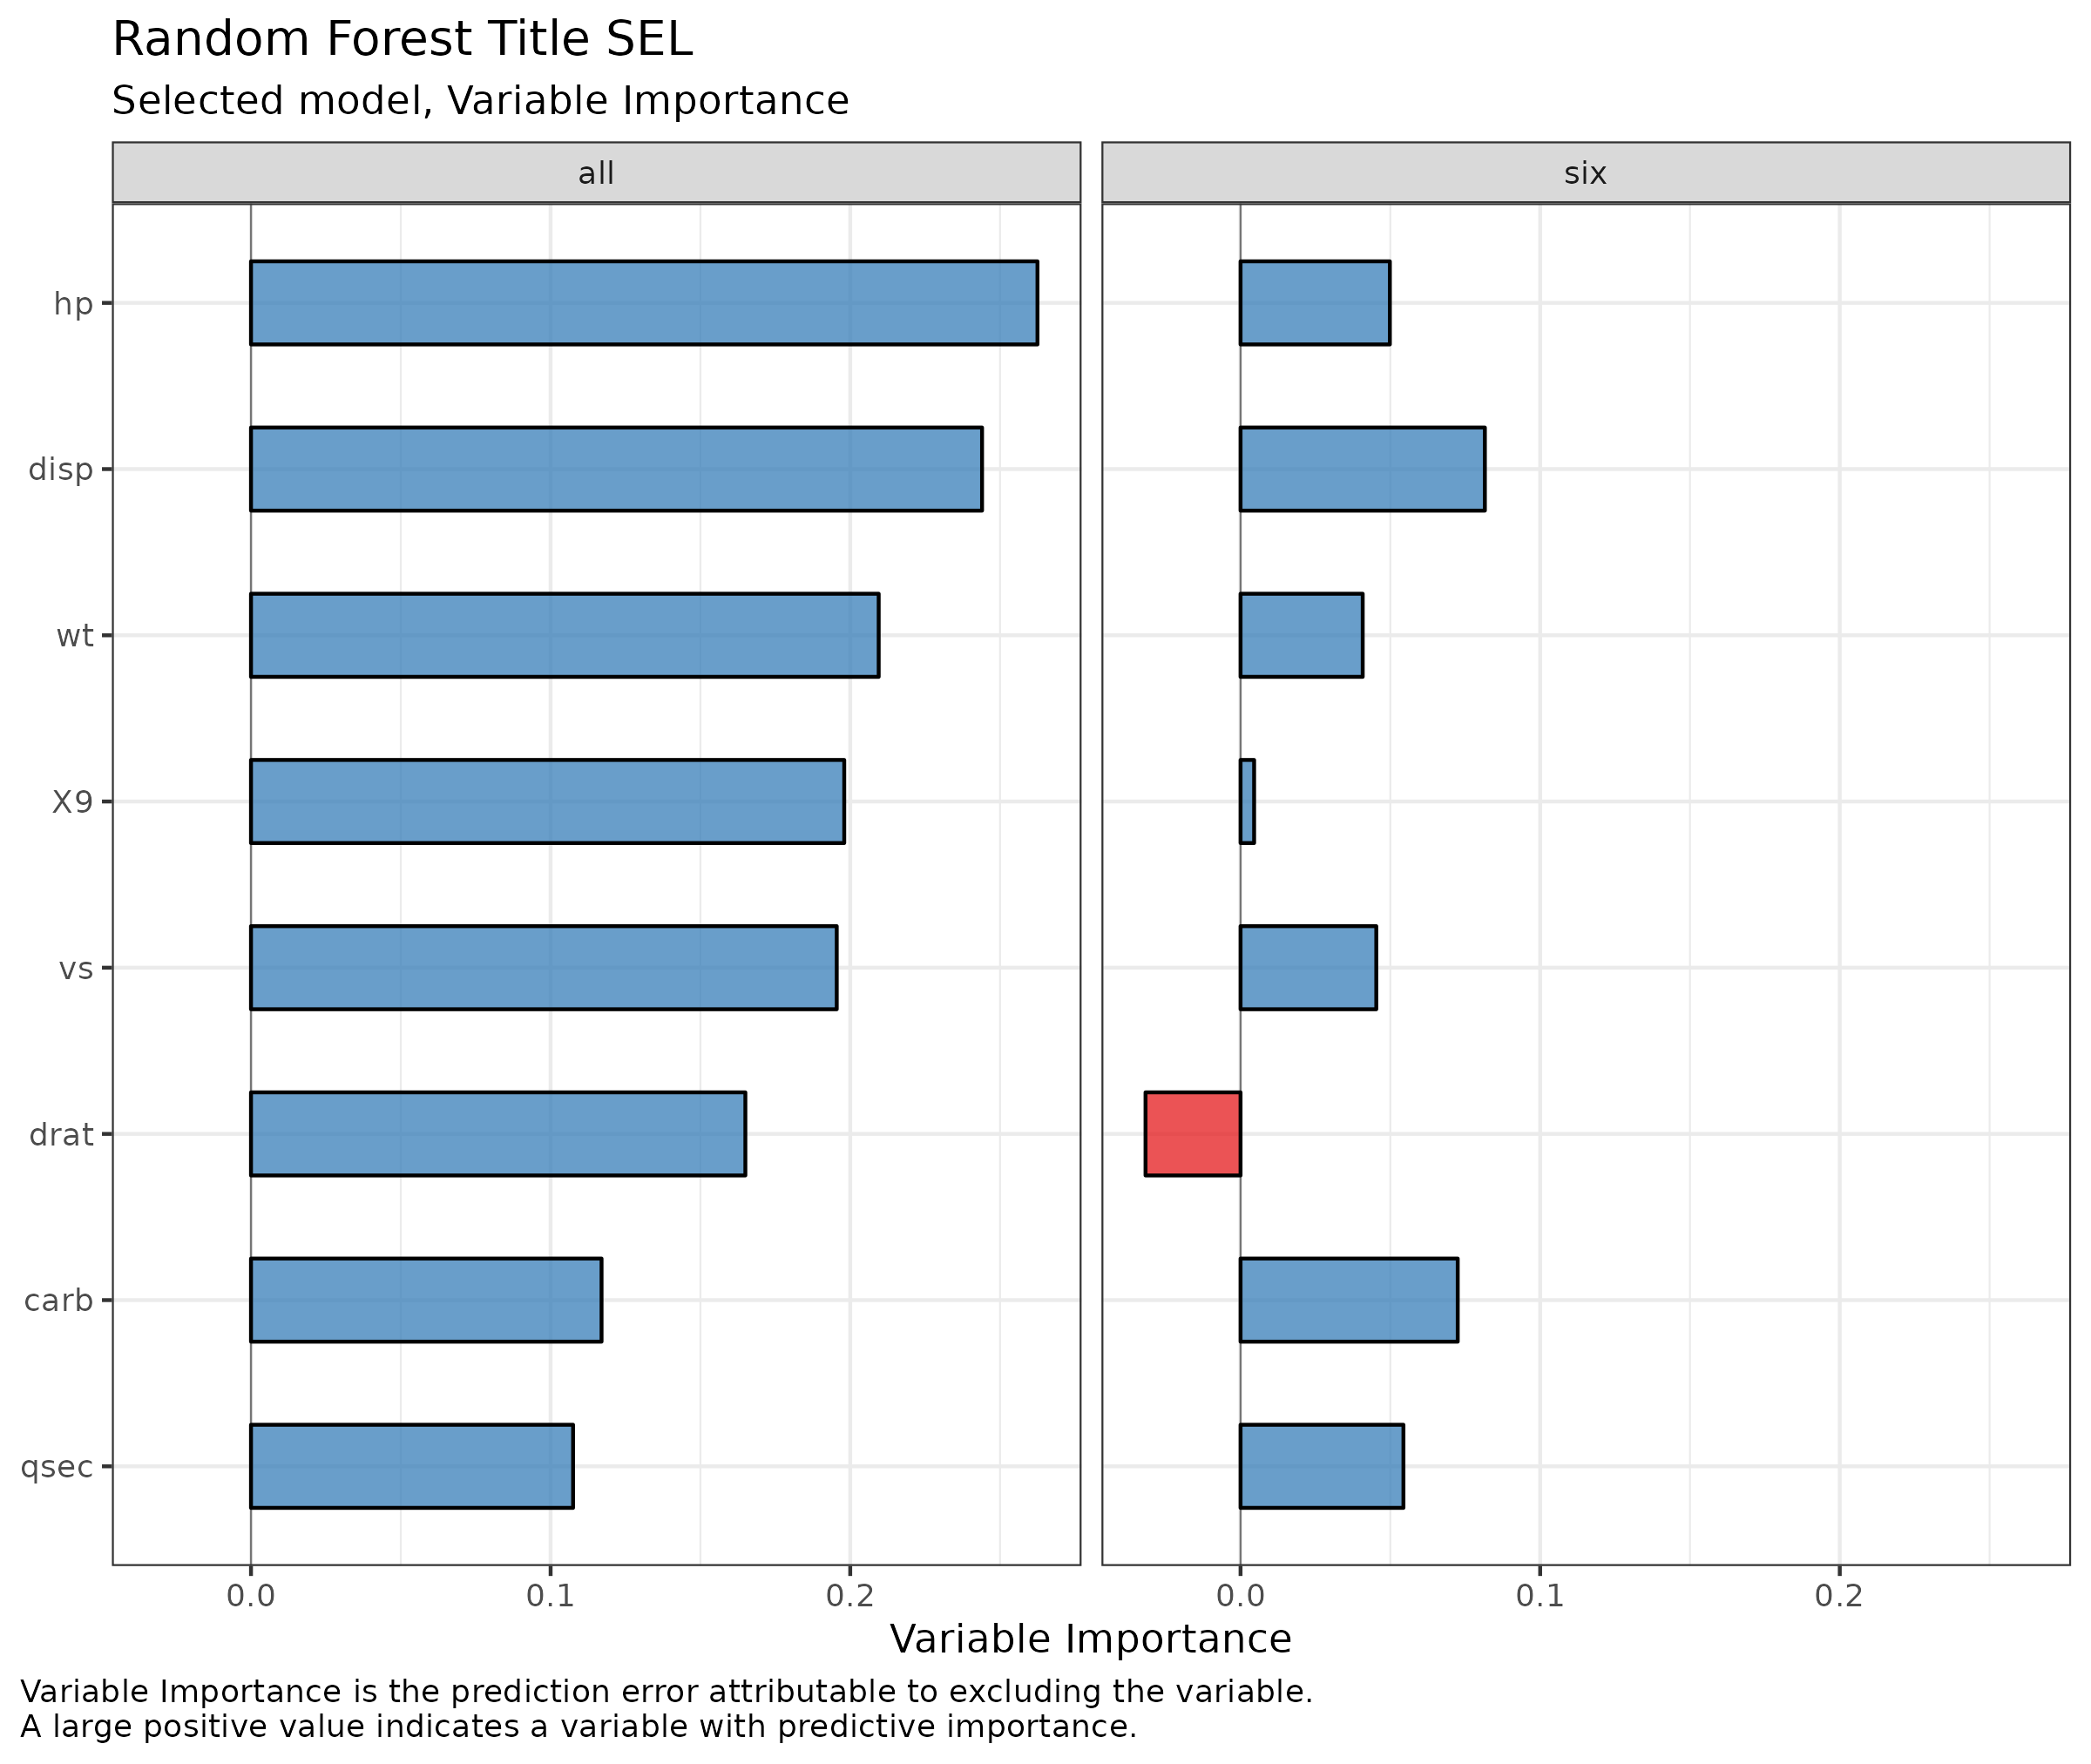 Random Forest Title SEL
Selected model, Variable Importance
all
six
hp
disp
wt
X9
vs
drat
carb
qsec
0.0 0.1 0.2 0.0 0.1 0.2
Variable Importance
Variable Importance is the prediction error attributable to excluding the variable.
A large positive value indicates a variable with predictive importance.